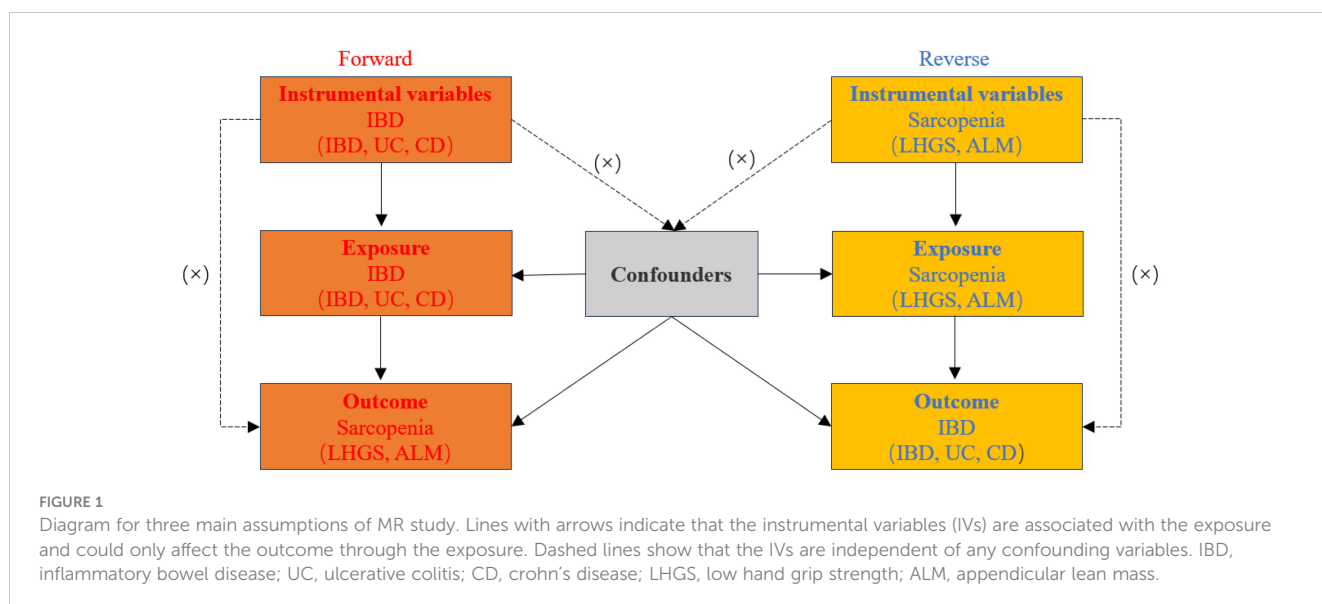 Forward
Instrumental variables
IBD
(IBD, UC, CD)
(×)
Exposure
IBD
(IBD, UC, CD)
(×)
Outcome
Sarcopenia
(LHGS, ALM)
Confounders
Reverse
Instrumental variables
Sarcopenia
(LHGS, ALM)
(×)
Exposure
Sarcopenia
(LHGS, ALM)
(×)
Outcome
IBD
(IBD, UC, CD)
FIGURE 1
Diagram for three main assumptions of MR study. Lines with arrows indicate that the instrumental variables (IVs) are associated with the exposure
and could only affect the outcome through the exposure. Dashed lines show that the IVs are independent of any confounding variables. IBD,
inflammatory bowel disease; UC, ulcerative colitis; CD, crohn's disease; LHGS, low hand grip strength; ALM, appendicular lean mass.